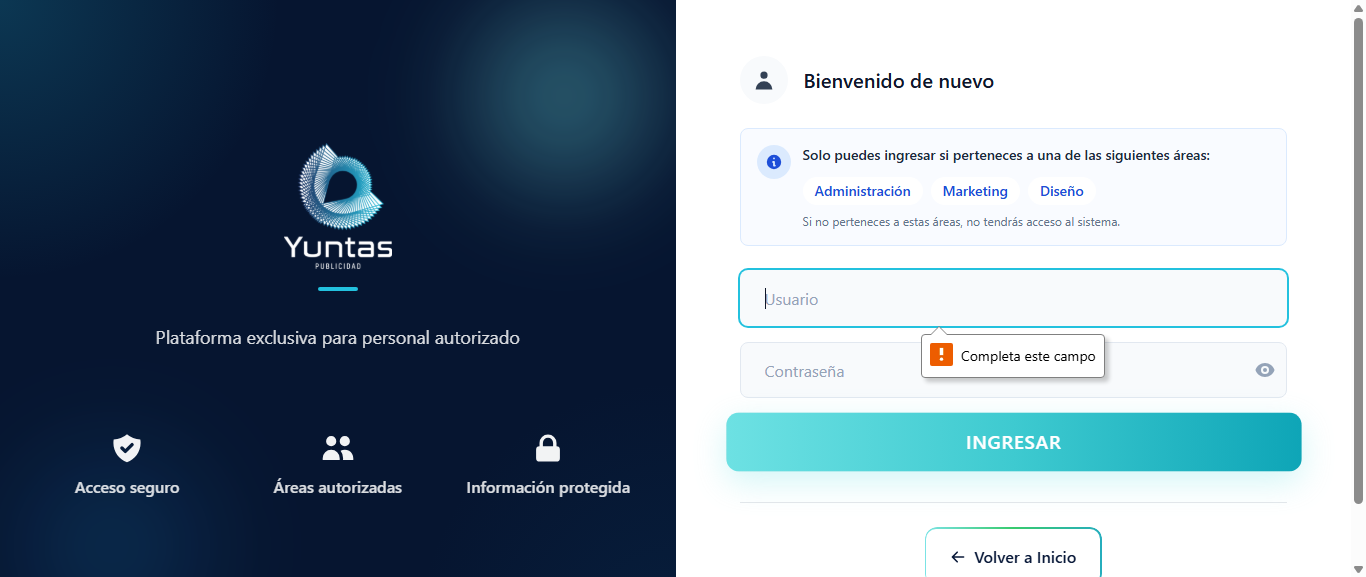 Yuntas
PUBLICIDAD
Plataforma exclusiva para personal autorizado
Acceso seguro
Áreas autorizadas
Información protegida
Bienvenido de nuevo
Solo puedes ingresar si perteneces a una de las siguientes áreas:
Administración Marketing Diseño
Si no perteneces a estas áreas, no tendrás acceso al sistema.
Usuario
Completa este campo
Contraseña
INGRESAR
← Volver a Inicio